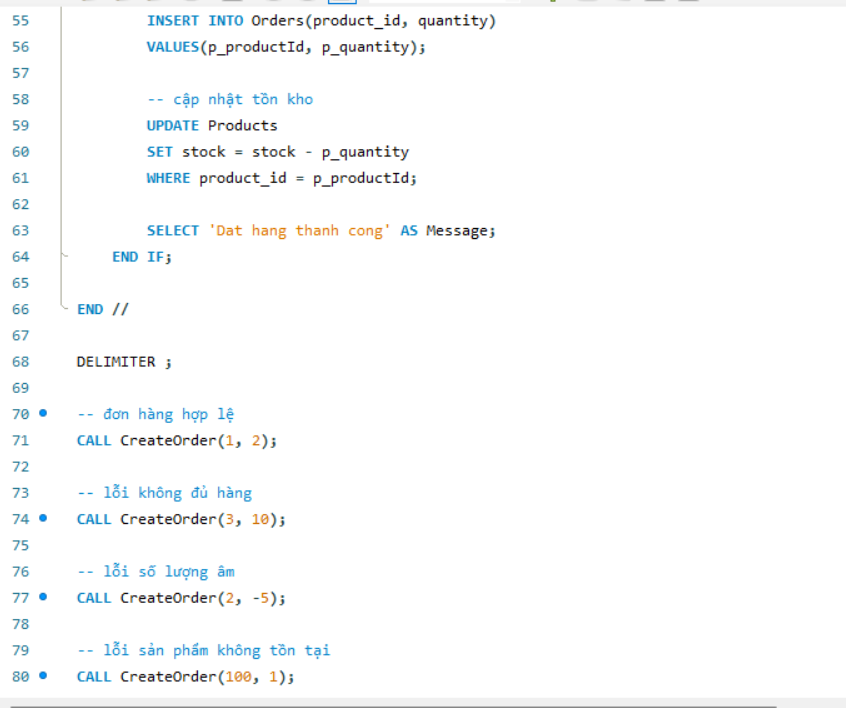 55 INSERT INTO Orders(product_id, quantity)
56 VALUES(p_productId, p_quantity);
57
58 -- cập nhật tồn kho
59 UPDATE Products
60 SET stock = stock - p_quantity
61 WHERE product_id = p_productId;
62
63 SELECT 'Dat hang thanh cong' AS Message;
64 END IF;
65
66 END //
67
68 DELIMITER ;
69
70 -- đơn hàng hợp lệ
71 CALL CreateOrder(1, 2);
72
73 -- lỗi không đủ hàng
74 CALL CreateOrder(3, 10);
75
76 -- lỗi số lượng âm
77 CALL CreateOrder(2, -5);
78
79 -- lỗi sản phẩm không tồn tại
80 CALL CreateOrder(100, 1);